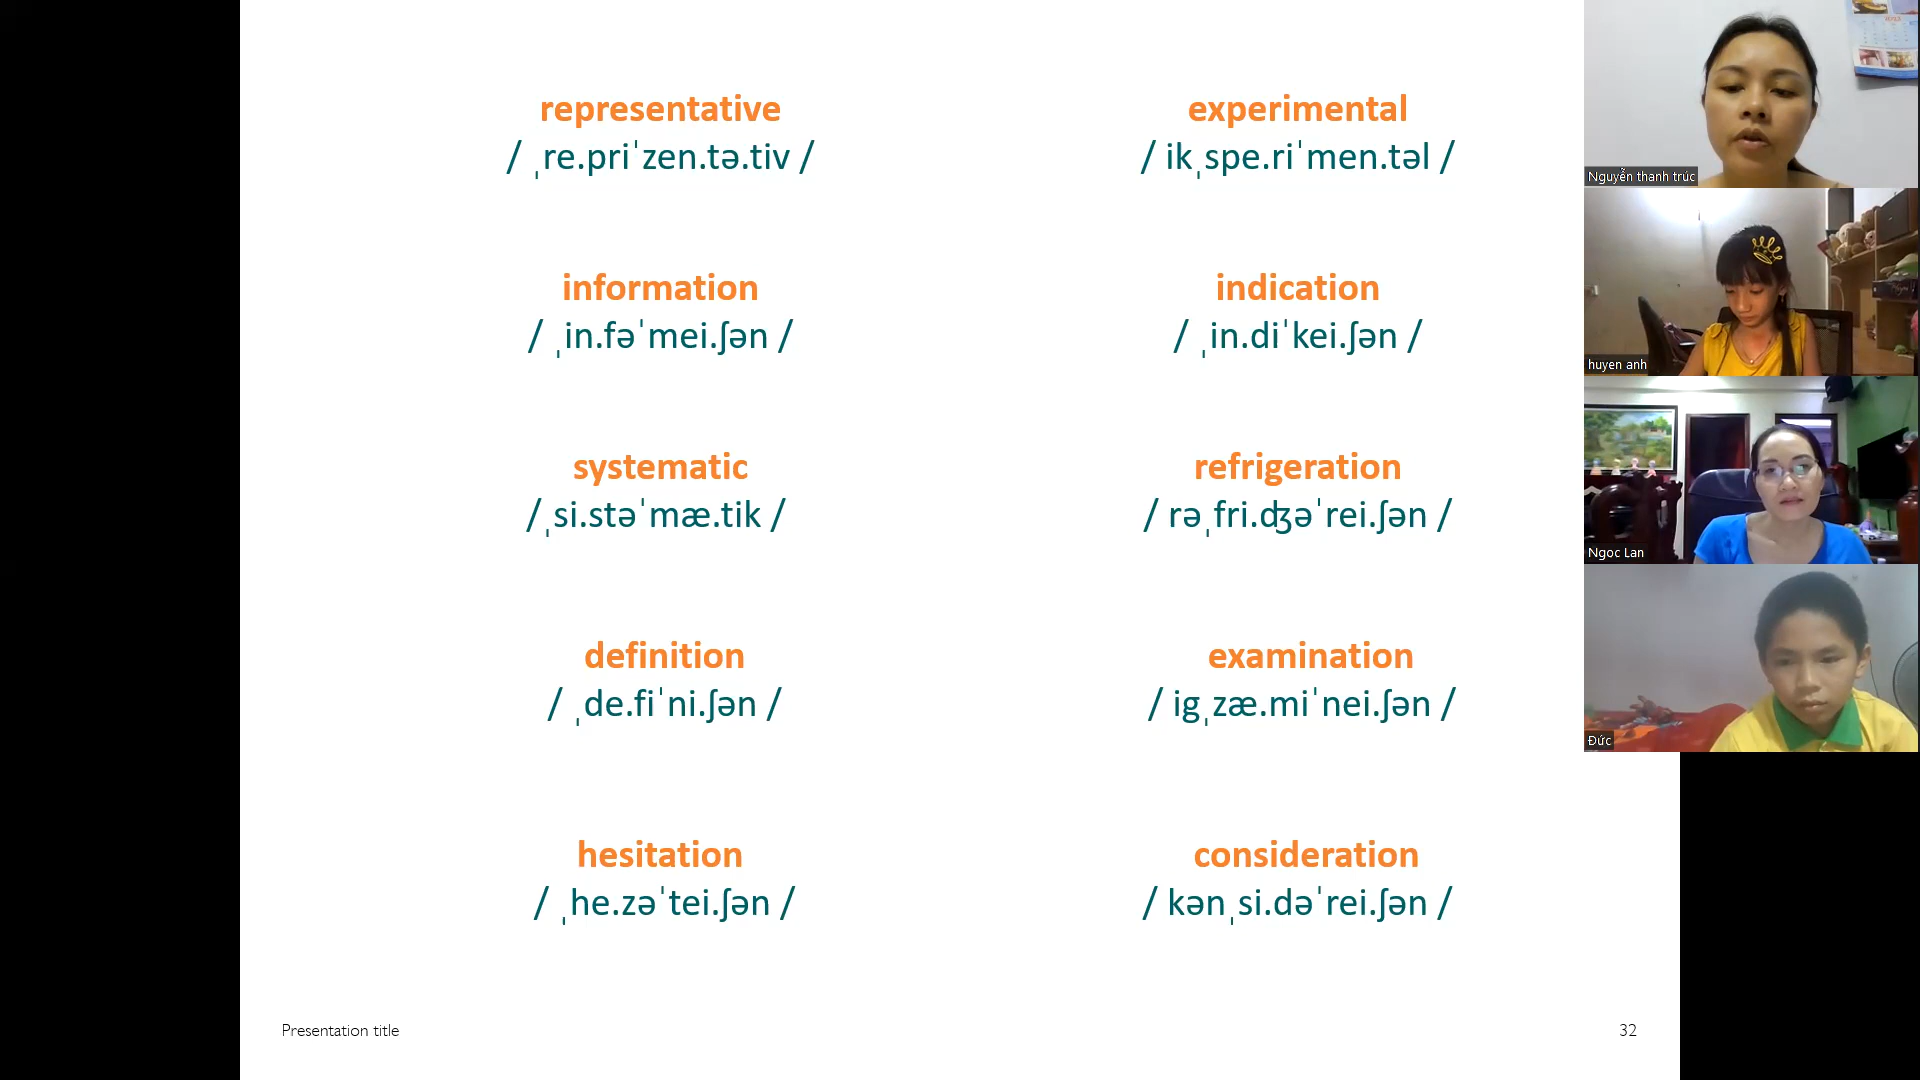 representative
/ ˌre.priˈzen.tə.tiv /
experimental
/ ikˌspe.riˈmen.təl /
information
/ ˌin.fəˈmei.ʃən /
indication
/ ˌin.diˈkei.ʃən /
systematic
/ˌsi.stəˈmæ.tik /
refrigeration
/ rəˌfri.ʤəˈrei.ʃən /
definition
/ ˌde.fiˈni.ʃən /
examination
/ igˌzæ.miˈnei.ʃən /
hesitation
/ ˌhe.zəˈtei.ʃən /
consideration
/ kənˌsi.dəˈrei.ʃən /
Presentation title
32
Nguyễn thanh trúc
huyen anh
Ngoc Lan
Đức